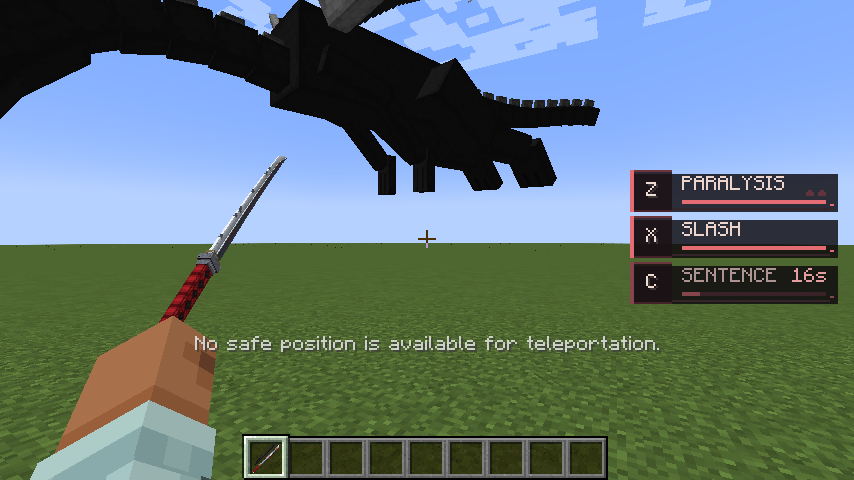 Z PARALYSIS
X SLASH
C SENTENCE 16s
No safe position is available for teleportation.